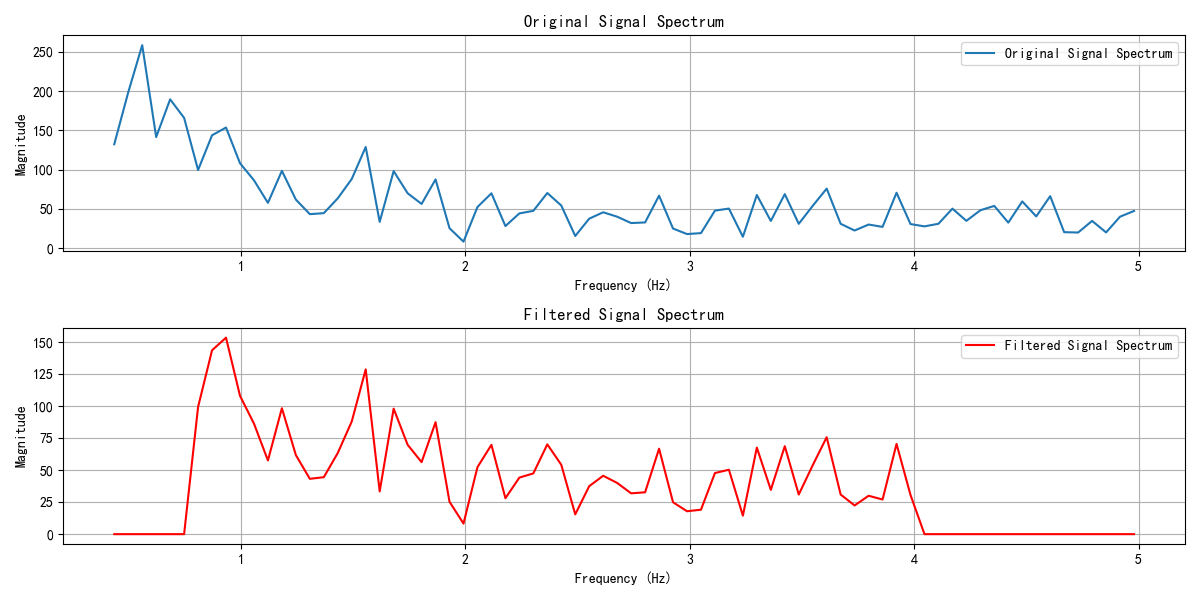 Original Signal Spectrum
Original Signal Spectrum
Magnitude
250
200
150
100
50
0
1 2 3 4 5
Frequency (Hz)
Filtered Signal Spectrum
Filtered Signal Spectrum
Magnitude
150
125
100
75
50
25
0
1 2 3 4 5
Frequency (Hz)